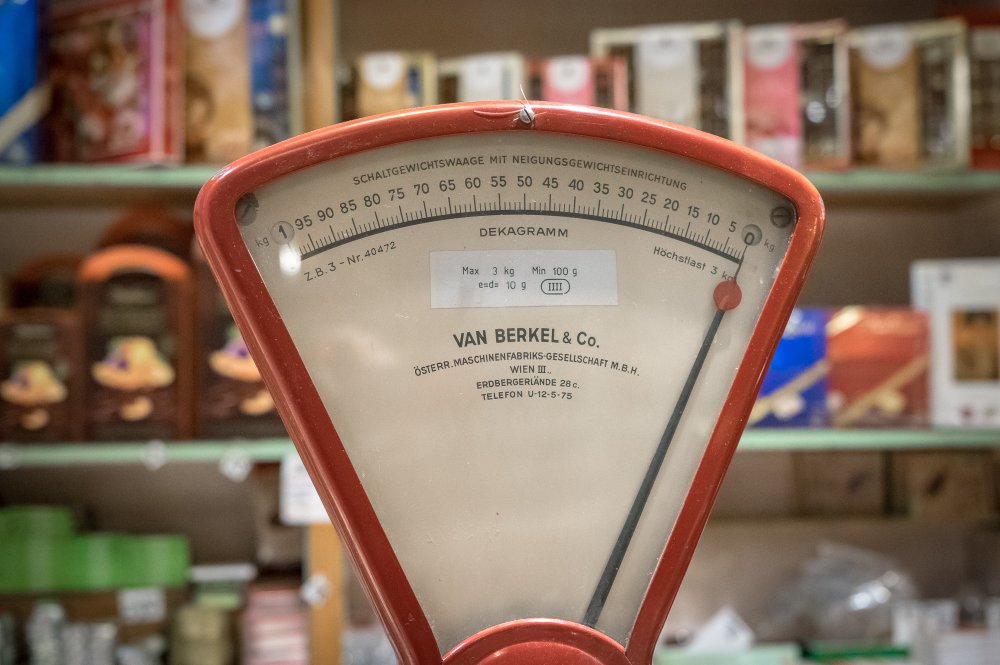 SCHALTGEWICHTSWAAGE MIT NEIGUNGSGEWICHTSEINRICHTUNG
kg 1 95 90 85 80 75 70 65 60 55 50 45 40 35 30 25 20 15 10 5 0 kg
DEKAGRAMM
Z.B.3 - Nr.40472
Höchstlast 3 kg
Max 3 kg Min 100 g
e=d= 10 g IIII
VAN BERKEL & Co.
ÖSTERR. MASCHINENFABRIKS-GESELLSCHAFT M.B.H.
WIEN III.,
ERDBERGERLÄNDE 28 c.
TELEFON U-12-5-75